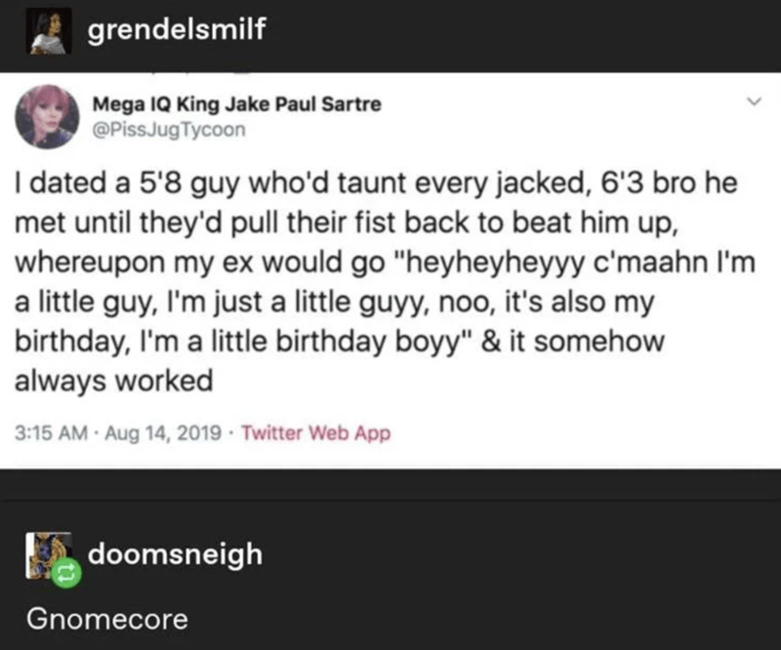 grendelsmilf
Mega IQ King Jake Paul Sartre
@PissJugTycoon
I dated a 5'8 guy who'd taunt every jacked, 6'3 bro he
met until they'd pull their fist back to beat him up,
whereupon my ex would go "heyheyheyyy c'maahn I'm
a little guy, I'm just a little guyy, noo, it's also my
birthday, I'm a little birthday boyy" & it somehow
always worked
3:15 AM · Aug 14, 2019 · Twitter Web App
doomsneigh
Gnomecore